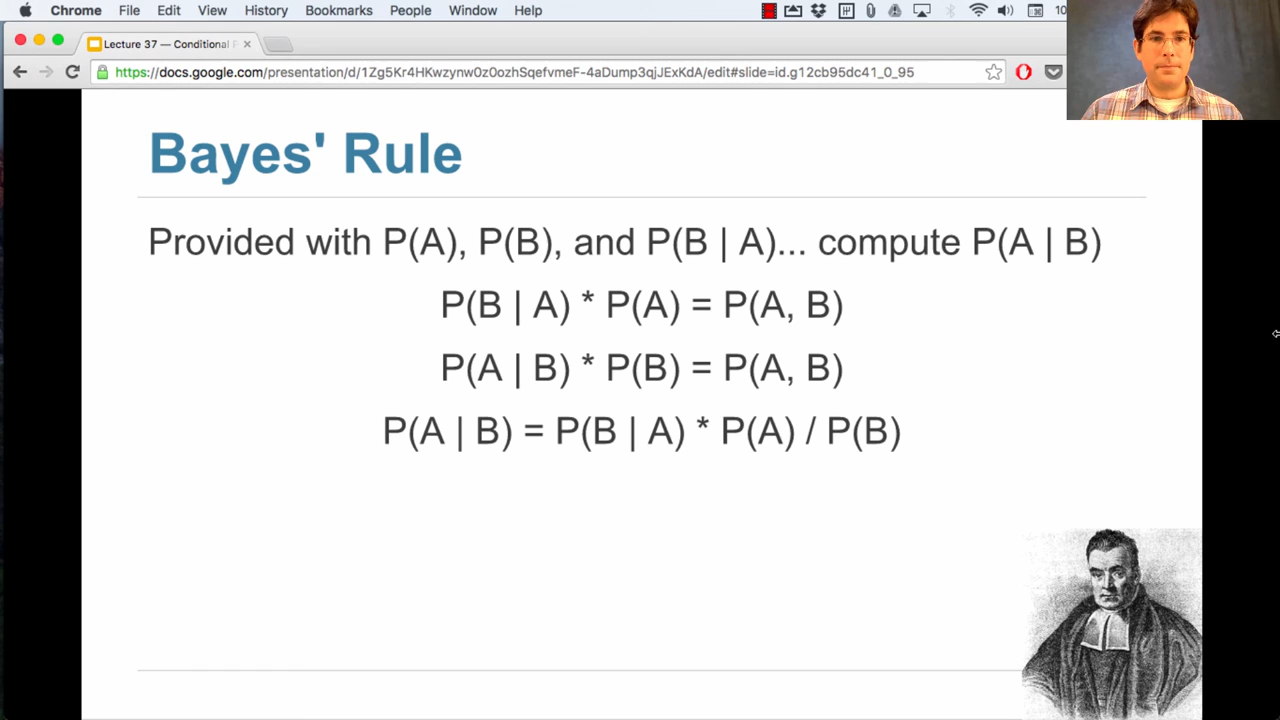 Chrome File Edit View History Bookmarks People Window Help 10
Lecture 37 — Conditional
https://docs.google.com/presentation/d/1Zg5Kr4HKwzynw0z0ozhSqefvmeF-4aDump3qjJExKdA/edit#slide=id.g12cb95dc41_0_95
Bayes' Rule
Provided with P(A), P(B), and P(B | A)... compute P(A | B)
P(B | A) * P(A) = P(A, B)
P(A | B) * P(B) = P(A, B)
P(A | B) = P(B | A) * P(A) / P(B)